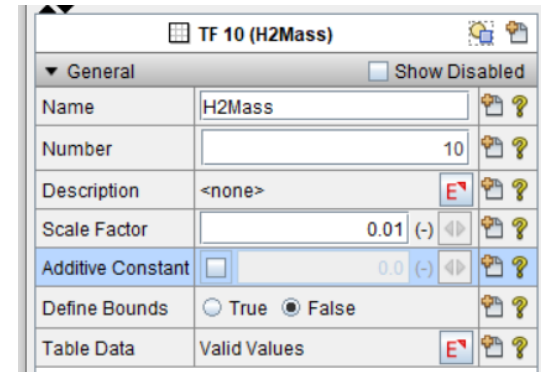 TF 10 (H2Mass)
General Show Disabled
Name H2Mass
Number 10
Description <none> E
Scale Factor 0.01 (-)
Additive Constant 0.0 (-)
Define Bounds True False
Table Data Valid Values E